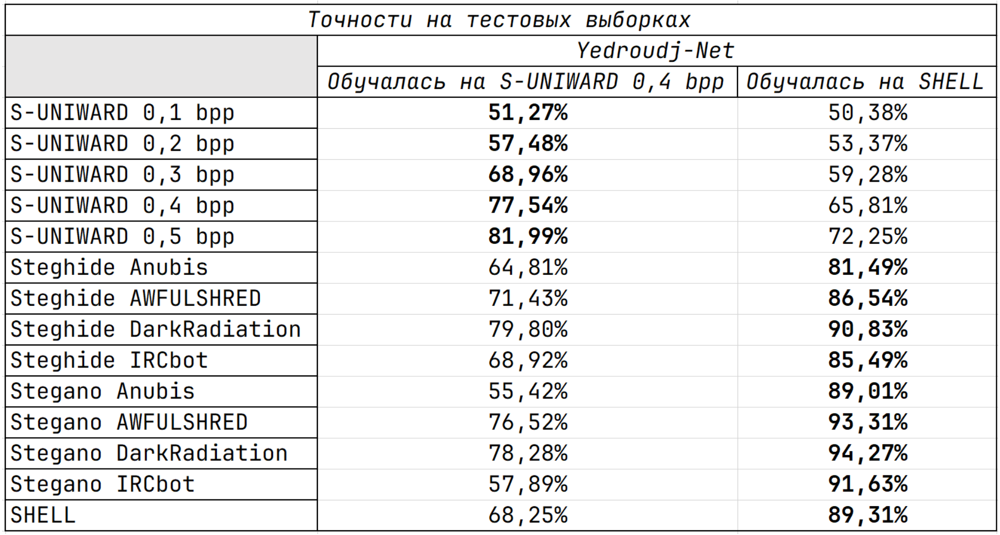 Точности на тестовых выборках
Yedroudj-Net
Обучалась на S-UNIWARD 0,4 bpp Обучалась на SHELL
S-UNIWARD 0,1 bpp 51,27% 50,38%
S-UNIWARD 0,2 bpp 57,48% 53,37%
S-UNIWARD 0,3 bpp 68,96% 59,28%
S-UNIWARD 0,4 bpp 77,54% 65,81%
S-UNIWARD 0,5 bpp 81,99% 72,25%
Steghide Anubis 64,81% 81,49%
Steghide AWFULSHRED 71,43% 86,54%
Steghide DarkRadiation 79,80% 90,83%
Steghide IRCbot 68,92% 85,49%
Stegano Anubis 55,42% 89,01%
Stegano AWFULSHRED 76,52% 93,31%
Stegano DarkRadiation 78,28% 94,27%
Stegano IRCbot 57,89% 91,63%
SHELL 68,25% 89,31%